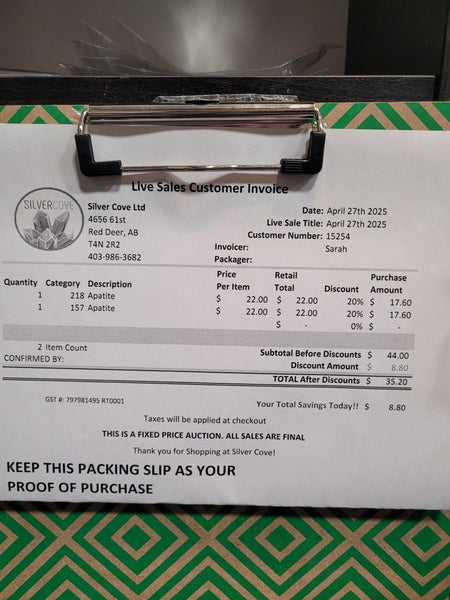 Live Sales Customer Invoice
SILVERCOVE
Silver Cove Ltd
4656 61st
Red Deer, AB
T4N 2R2
403-986-3682
Date: April 27th 2025
Live Sale Title: April 27th 2025
Customer Number: 15254
Invoicer: Sarah
Packager:
Quantity Category Description Price Per Item Retail Total Discount Purchase Amount
1 218 Apatite $ 22.00 $ 22.00 20% $ 17.60
1 157 Apatite $ 22.00 $ 22.00 20% $ 17.60
$ - 0% $ -
2 Item Count
CONFIRMED BY:
Subtotal Before Discounts $ 44.00
Discount Amount $ 8.80
TOTAL After Discounts $ 35.20
GST #: 797981495 RT0001
Your Total Savings Today!! $ 8.80
Taxes will be applied at checkout
THIS IS A FIXED PRICE AUCTION. ALL SALES ARE FINAL
Thank you for Shopping at Silver Cove!
KEEP THIS PACKING SLIP AS YOUR
PROOF OF PURCHASE